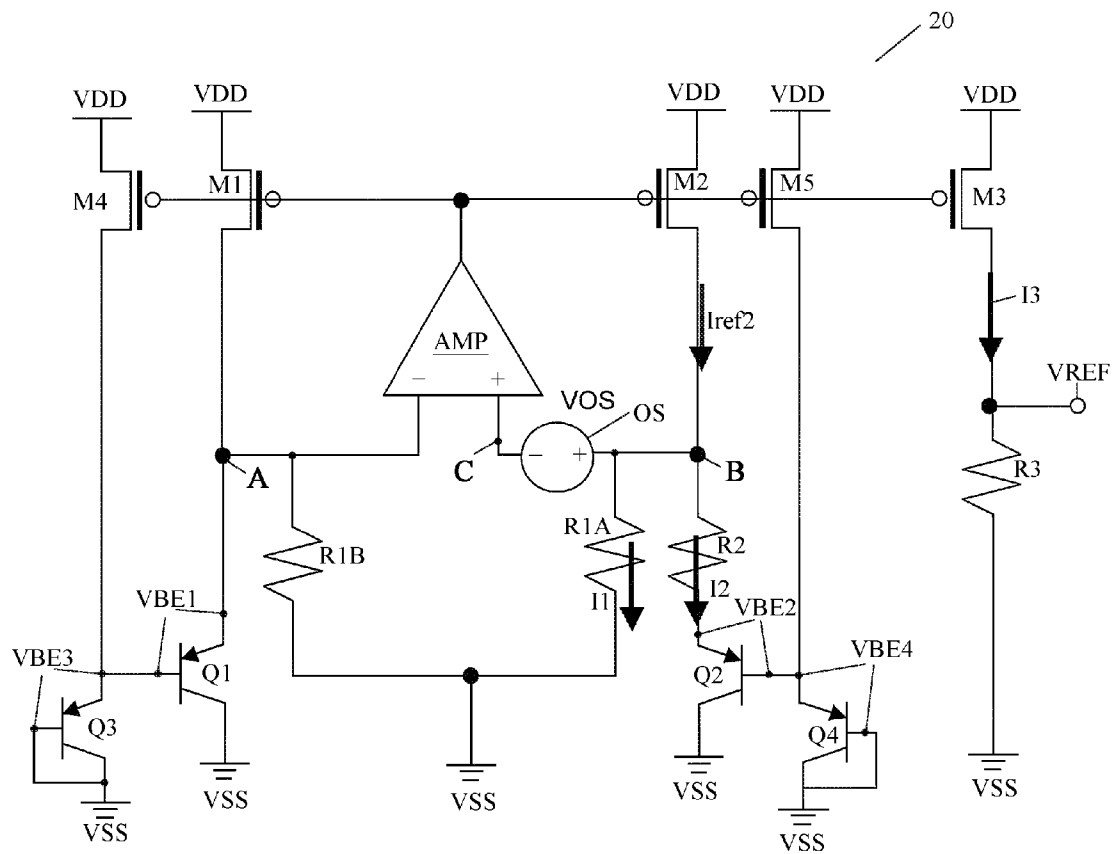 20
VDD
VDD
VDD
VDD
VDD
M4
M1
M2
M5
M3
AMP
− +
Iref2
I3
VREF
VOS
OS
− +
A
C
B
R1B
R1A
R2
R3
I1
I2
VBE1
VBE2
VBE3
VBE4
Q1
Q2
Q3
Q4
VSS
VSS
VSS
VSS
VSS
VSS